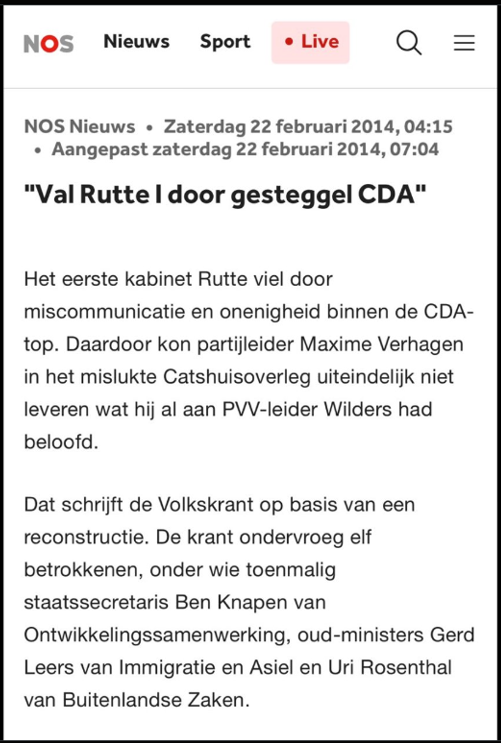 NOS Nieuws Sport • Live
NOS Nieuws • Zaterdag 22 februari 2014, 04:15
• Aangepast zaterdag 22 februari 2014, 07:04
"Val Rutte I door gesteggel CDA"
Het eerste kabinet Rutte viel door
miscommunicatie en onenigheid binnen de CDA-
top. Daardoor kon partijleider Maxime Verhagen
in het mislukte Catshuisoverleg uiteindelijk niet
leveren wat hij al aan PVV-leider Wilders had
beloofd.
Dat schrijft de Volkskrant op basis van een
reconstructie. De krant ondervroeg elf
betrokkenen, onder wie toenmalig
staatssecretaris Ben Knapen van
Ontwikkelingssamenwerking, oud-ministers Gerd
Leers van Immigratie en Asiel en Uri Rosenthal
van Buitenlandse Zaken.